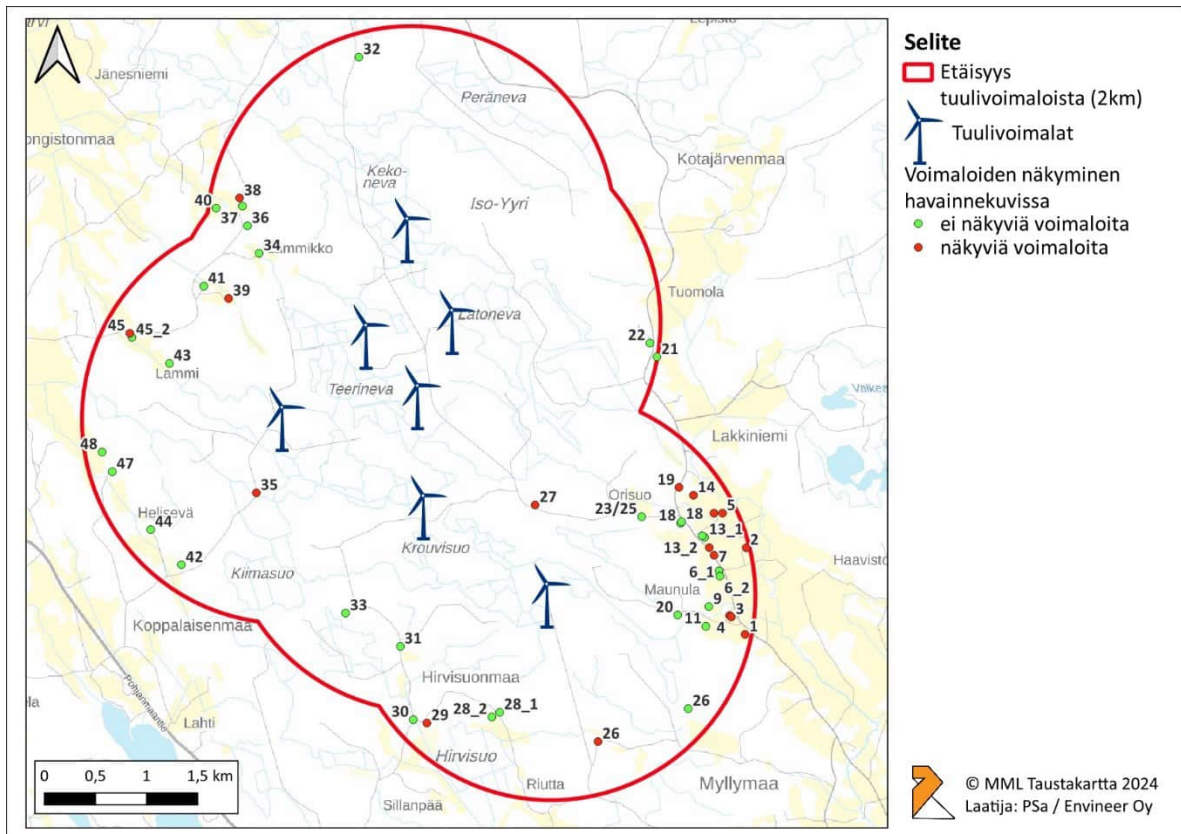 Lepistö
Jänesniemi
32
Peräneva
ongistonmaa
Kotajärvenmaa
Keko-
neva
38
40
37
36
Iso-Yyri
34
41
39
Tuomola
45
45_2
Latoneva
22
21
43
Lammi
Teerineva
48
47
Lakkiniemi
35
19
14
27
Orisuo
23/25
5
Helisevä
18
18
13_1
44
Krouvisuo
13_2
2
7
Haavisto
42
Kiimasuo
6_1
Maunula
6_2
33
9
20
11
3
Koppalaisenmaa
4
1
31
Pohjanmaantie
Hirvisuonmaa
Lahti
30
29
28_2
28_1
26
26
Hirvisuo
Riutta
Myllymaa
Sillanpää
0 0,5 1 1,5 km
Selite
Etäisyys
tuulivoimaloista (2km)
Tuulivoimalat
Voimaloiden näkyminen
havainnekuvissa
ei näkyviä voimaloita
näkyviä voimaloita
© MML Taustakartta 2024
Laatija: PSa / Envineer Oy